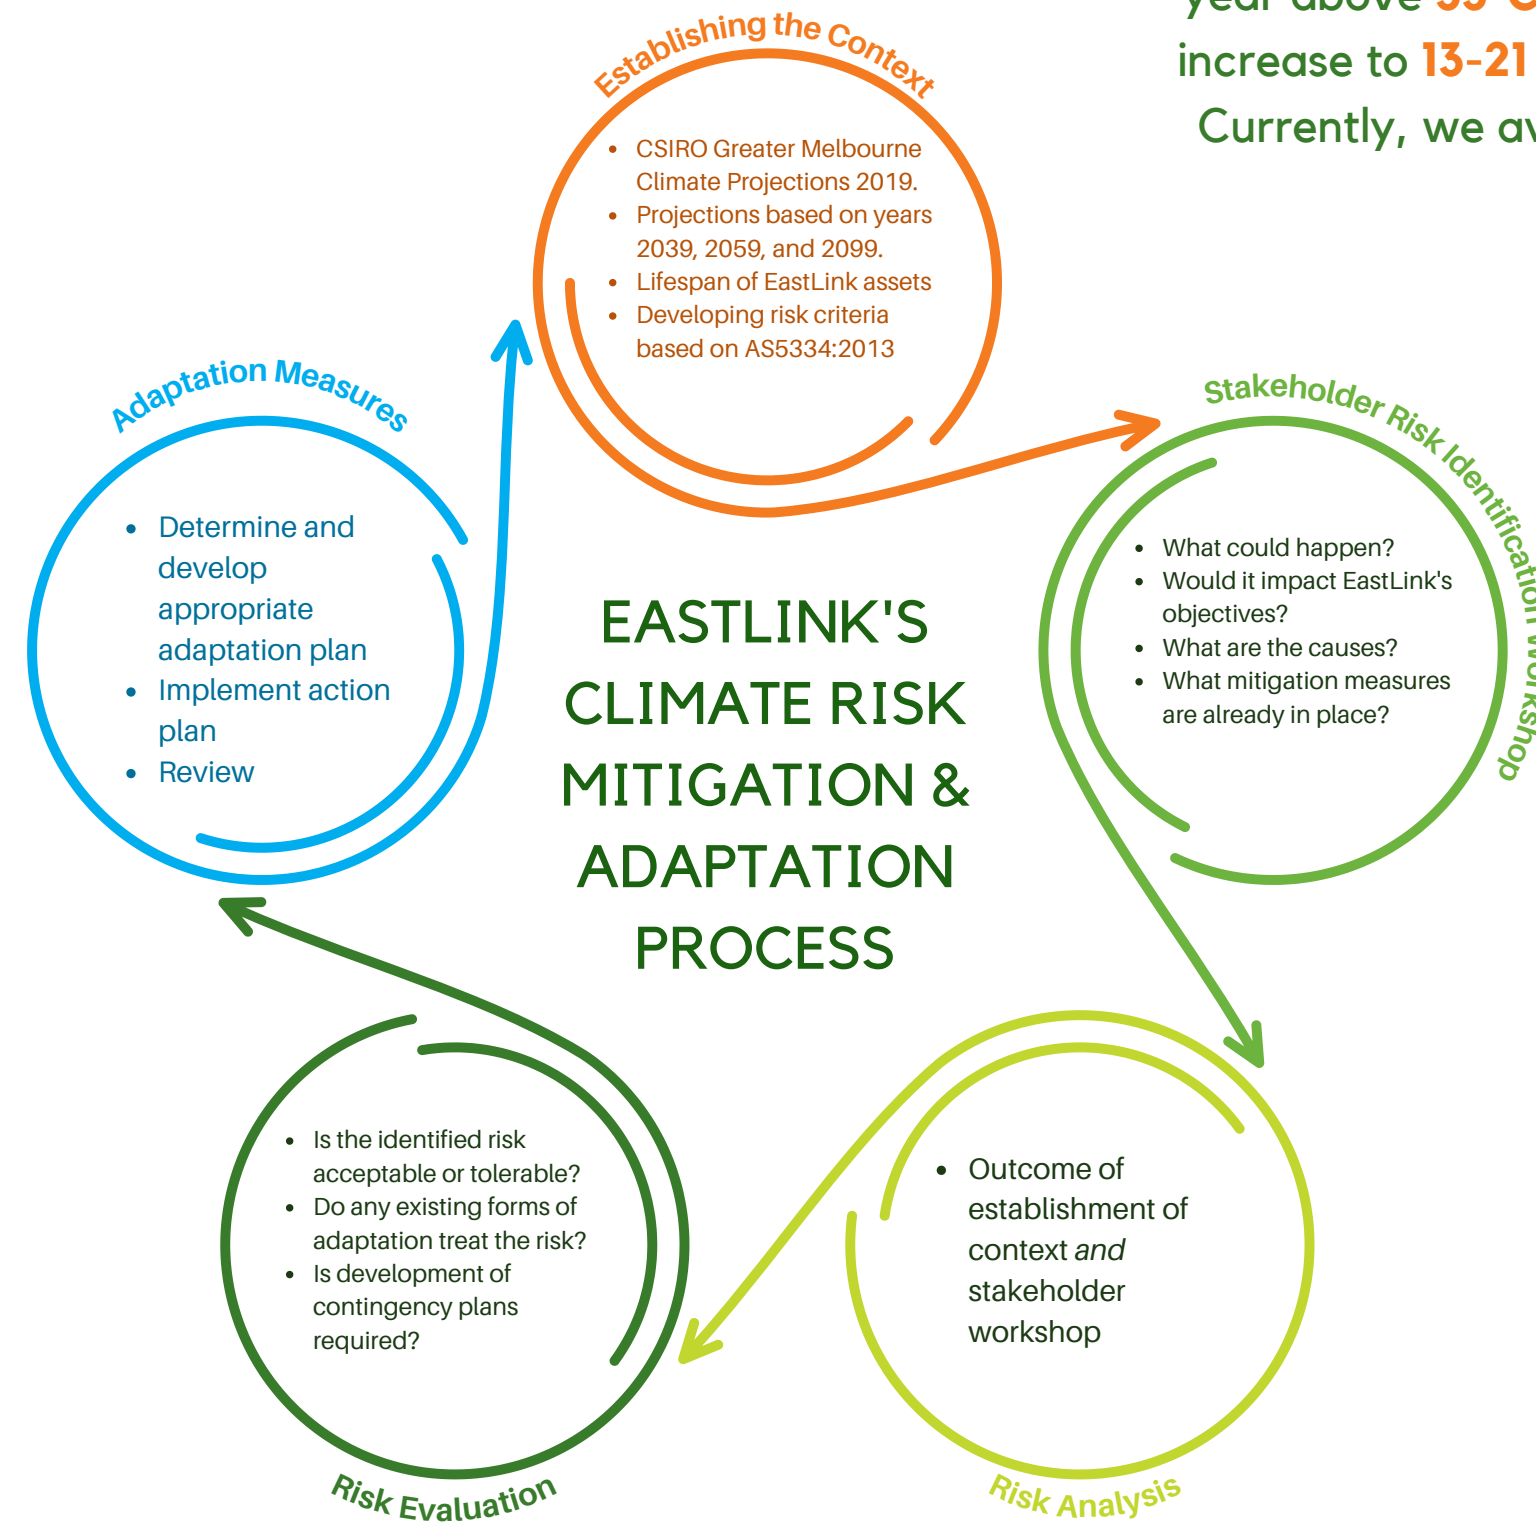 year above 35°C
increase to 13-21
Currently, we av
Establishing the Context
• CSIRO Greater Melbourne
Climate Projections 2019.
• Projections based on years
2039, 2059, and 2099.
• Lifespan of EastLink assets
• Developing risk criteria
based on AS5334:2013
Stakeholder Risk Identification Workshop
• What could happen?
• Would it impact EastLink's
objectives?
• What are the causes?
• What mitigation measures
are already in place?
Adaptation Measures
• Determine and
develop
appropriate
adaptation plan
• Implement action
plan
• Review
EASTLINK'S
CLIMATE RISK
MITIGATION &
ADAPTATION
PROCESS
• Outcome of
establishment of
context and
stakeholder
workshop
Risk Analysis
• Is the identified risk
acceptable or tolerable?
• Do any existing forms of
adaptation treat the risk?
• Is development of
contingency plans
required?
Risk Evaluation